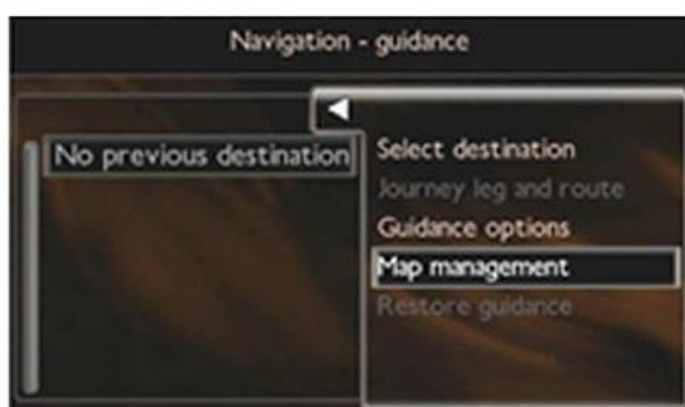 Navigation - guidance
No previous destination
Select destination
Journey leg and route
Guidance options
Map management
Restore guidance